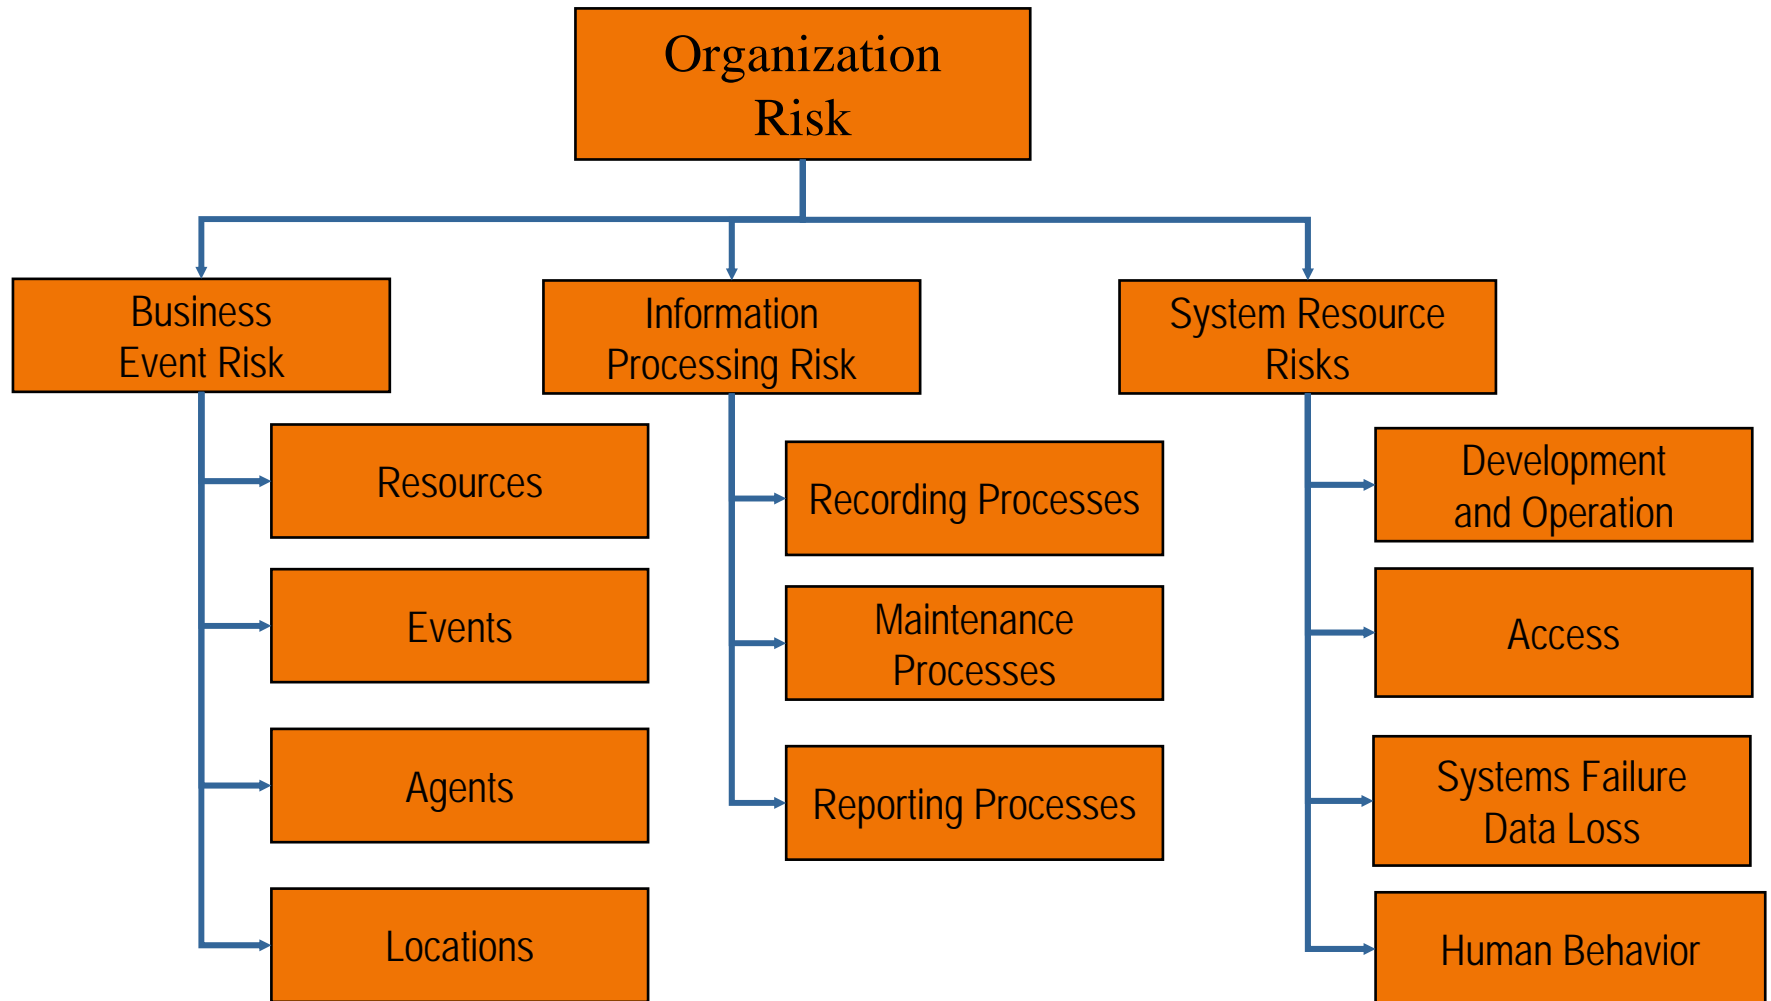 Organization
Risk
Business
Event Risk
Information
Processing Risk
System Resource
Risks
Resources
Events
Agents
Locations
Recording Processes
Maintenance
Processes
Reporting Processes
Development
and Operation
Access
Systems Failure
Data Loss
Human Behavior